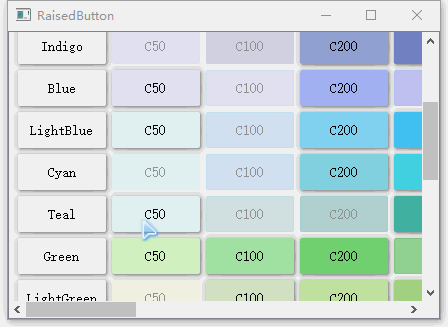 RaisedButton
Indigo C50 C100 C200
Blue C50 C100 C200
LightBlue C50 C100 C200
Cyan C50 C100 C200
Teal C50 C100 C200
Green C50 C100 C200
LightGreen C50 C100 C200